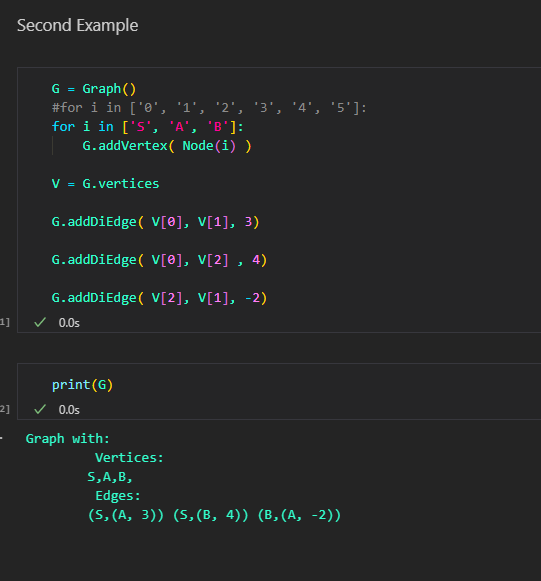 Second Example
G = Graph()
#for i in ['0', '1', '2', '3', '4', '5']:
for i in ['S', 'A', 'B']:
    G.addVertex( Node(i) )
V = G.vertices
G.addDiEdge( V[0], V[1], 3)
G.addDiEdge( V[0], V[2] , 4)
G.addDiEdge( V[2], V[1], -2)
1]
0.0s
print(G)
2]
0.0s
Graph with:
Vertices:
S,A,B,
Edges:
(S,(A, 3)) (S,(B, 4)) (B,(A, -2))